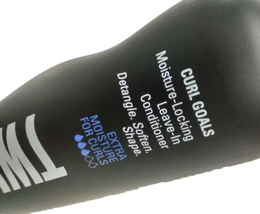 CURL GOALS
Moisture-Locking
Leave-In
Conditioner
Detangle. Soften.
Shape.
EXTRA
MOISTURE
FOR CURLS